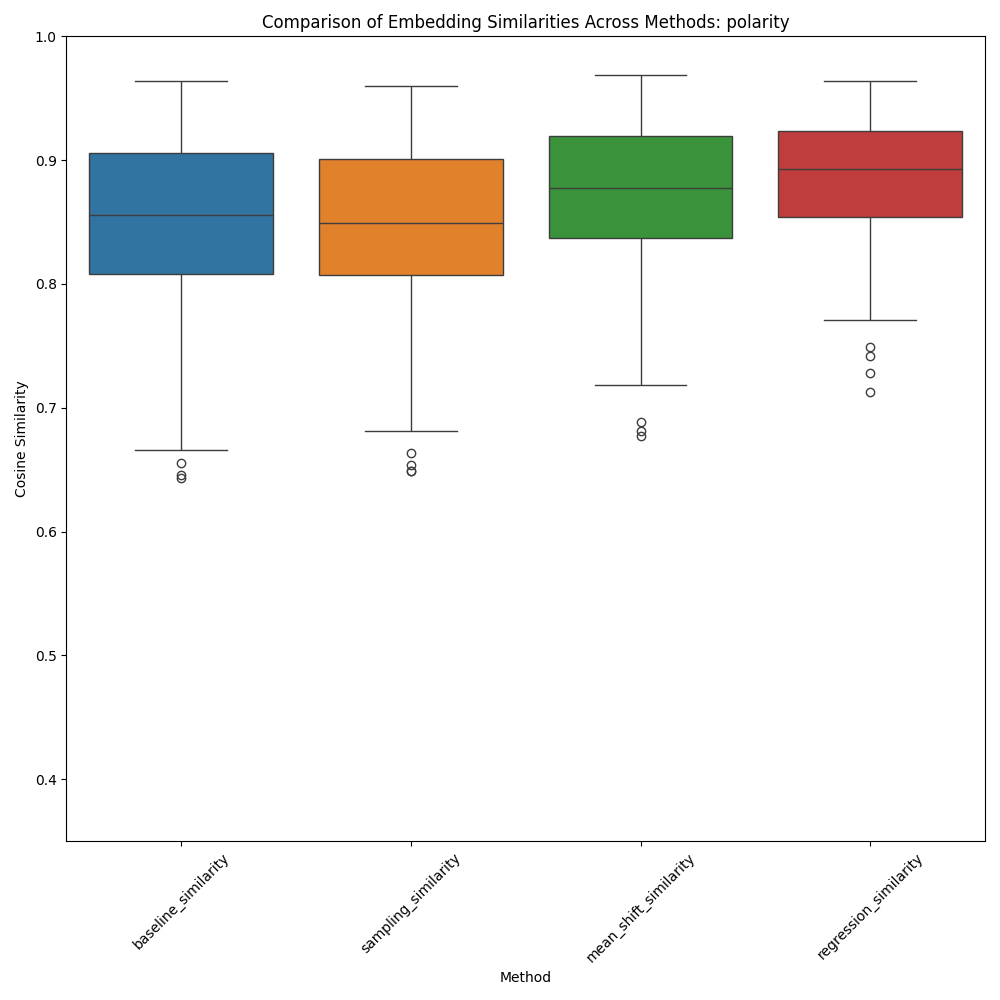 Comparison of Embedding Similarities Across Methods: polarity
1.0
0.9
0.8
0.7
0.6
0.5
0.4
Cosine Similarity
baseline_similarity
sampling_similarity
mean_shift_similarity
regression_similarity
Method